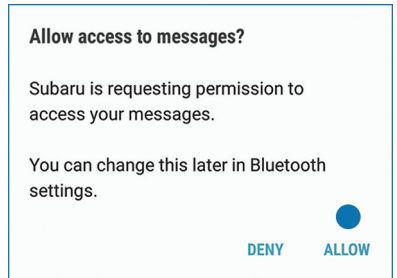 Allow access to messages?
Subaru is requesting permission to
access your messages.
You can change this later in Bluetooth
settings.
DENY ALLOW